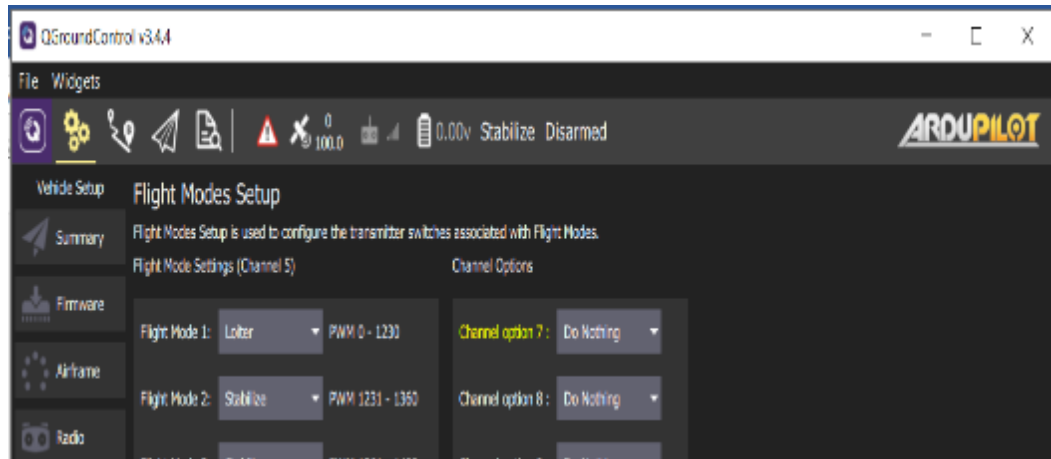 QGroundControl v3.4.4
File Widgets
0
100.0
0.00v Stabilize Disarmed
ARDUPILOT
Vehicle Setup
Flight Modes Setup
Summary
Flight Modes Setup is used to configure the transmitter switches associated with Flight Modes.
Flight Mode Settings (Channel 5)
Channel Options
Firmware
Flight Mode 1: Loiter PWM 0 - 1230
Channel option 7 : Do Nothing
Airframe
Flight Mode 2: Stabilize PWM 1231 - 1360
Channel option 8 : Do Nothing
Radio